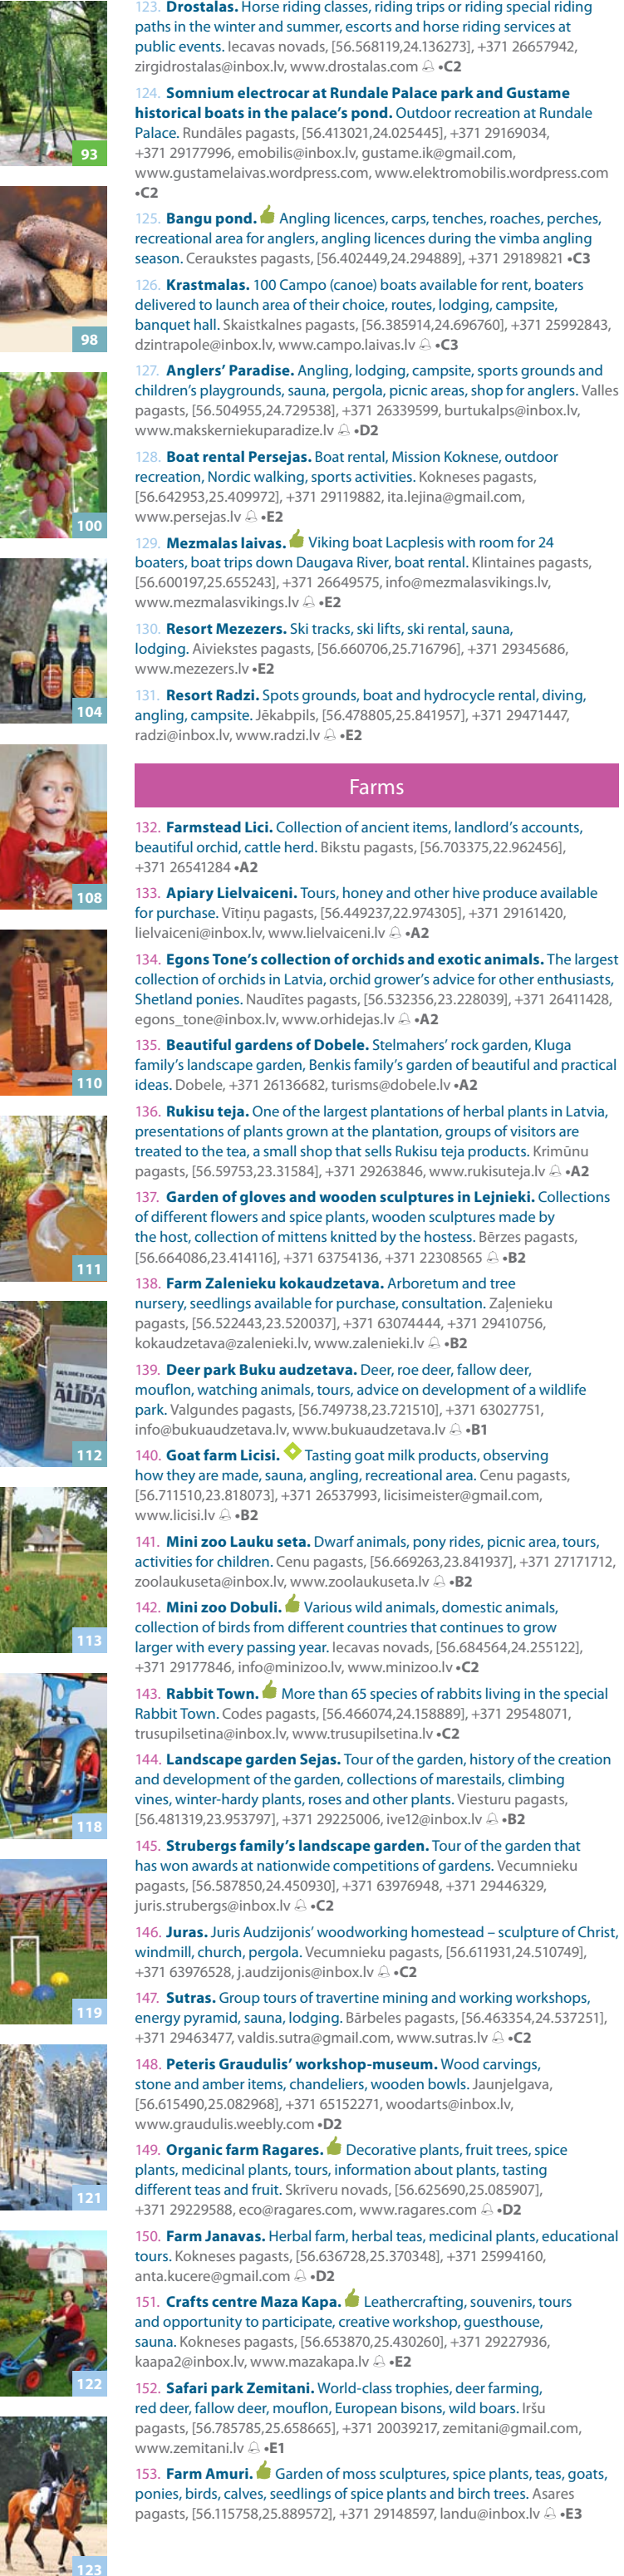 123. Drostalas. Horse riding classes, riding trips or riding special riding
paths in the winter and summer, escorts and horse riding services at
public events. Iecavas novads, [56.568119,24.136273], +371 26657942,
zirgidrostalas@inbox.lv, www.drostalas.com •C2
124. Somnium electrocar at Rundale Palace park and Gustame
historical boats in the palace's pond. Outdoor recreation at Rundale
Palace. Rundāles pagasts, [56.413021,24.025445], +371 29169034,
+371 29177996, emobilis@inbox.lv, gustame.ik@gmail.com,
www.gustamelaivas.wordpress.com, www.elektromobilis.wordpress.com
•C2
125. Bangu pond. Angling licences, carps, tenches, roaches, perches,
recreational area for anglers, angling licences during the vimba angling
season. Ceraukstes pagasts, [56.402449,24.294889], +371 29189821 •C3
126. Krastmalas. 100 Campo (canoe) boats available for rent, boaters
delivered to launch area of their choice, routes, lodging, campsite,
banquet hall. Skaistkalnes pagasts, [56.385914,24.696760], +371 25992843,
dzintrapole@inbox.lv, www.campo.laivas.lv •C3
127. Anglers' Paradise. Angling, lodging, campsite, sports grounds and
children's playgrounds, sauna, pergola, picnic areas, shop for anglers. Valles
pagasts, [56.504955,24.729538], +371 26339599, burtukalps@inbox.lv,
www.makskerniekuparadize.lv •D2
128. Boat rental Persejas. Boat rental, Mission Koknese, outdoor
recreation, Nordic walking, sports activities. Kokneses pagasts,
[56.642953,25.409972], +371 29119882, ita.lejina@gmail.com,
www.persejas.lv •E2
129. Mezmalas laivas. Viking boat Lacplesis with room for 24
boaters, boat trips down Daugava River, boat rental. Klintaines pagasts,
[56.600197,25.655243], +371 26649575, info@mezmalasvikings.lv,
www.mezmalasvikings.lv •E2
130. Resort Mezezers. Ski tracks, ski lifts, ski rental, sauna,
lodging. Aiviekstes pagasts, [56.660706,25.716796], +371 29345686,
www.mezezers.lv •E2
131. Resort Radzi. Spots grounds, boat and hydrocycle rental, diving,
angling, campsite. Jēkabpils, [56.478805,25.841957], +371 29471447,
radzi@inbox.lv, www.radzi.lv •E2
Farms
132. Farmstead Lici. Collection of ancient items, landlord's accounts,
beautiful orchid, cattle herd. Bikstu pagasts, [56.703375,22.962456],
+371 26541284 •A2
133. Apiary Lielvaiceni. Tours, honey and other hive produce available
for purchase. Vītiņu pagasts, [56.449237,22.974305], +371 29161420,
lielvaiceni@inbox.lv, www.lielvaiceni.lv •A2
134. Egons Tone's collection of orchids and exotic animals. The largest
collection of orchids in Latvia, orchid grower's advice for other enthusiasts,
Shetland ponies. Naudītes pagasts, [56.532356,23.228039], +371 26411428,
egons_tone@inbox.lv, www.orhidejas.lv •A2
135. Beautiful gardens of Dobele. Stelmahers' rock garden, Kluga
family's landscape garden, Benkis family's garden of beautiful and practical
ideas. Dobele, +371 26136682, turisms@dobele.lv •A2
136. Rukisu teja. One of the largest plantations of herbal plants in Latvia,
presentations of plants grown at the plantation, groups of visitors are
treated to the tea, a small shop that sells Rukisu teja products. Krimūnu
pagasts, [56.59753,23.31584], +371 29263846, www.rukisuteja.lv •A2
137. Garden of gloves and wooden sculptures in Lejnieki. Collections
of different flowers and spice plants, wooden sculptures made by
the host, collection of mittens knitted by the hostess. Bērzes pagasts,
[56.664086,23.414116], +371 63754136, +371 22308565 •B2
138. Farm Zalenieku kokaudzetava. Arboretum and tree
nursery, seedlings available for purchase, consultation. Zaļenieku
pagasts, [56.522443,23.520037], +371 63074444, +371 29410756,
kokaudzetava@zalenieki.lv, www.zalenieki.lv •B2
139. Deer park Buku audzetava. Deer, roe deer, fallow deer,
mouflon, watching animals, tours, advice on development of a wildlife
park. Valgundes pagasts, [56.749738,23.721510], +371 63027751,
info@bukuaudzetava.lv, www.bukuaudzetava.lv •B1
140. Goat farm Licisi. Tasting goat milk products, observing
how they are made, sauna, angling, recreational area. Cenu pagasts,
[56.711510,23.818073], +371 26537993, licisimeister@gmail.com,
www.licisi.lv •B2
141. Mini zoo Lauku seta. Dwarf animals, pony rides, picnic area, tours,
activities for children. Cenu pagasts, [56.669263,23.841937], +371 27171712,
zoolaukuseta@inbox.lv, www.zoolaukuseta.lv •B2
142. Mini zoo Dobuli. Various wild animals, domestic animals,
collection of birds from different countries that continues to grow
larger with every passing year. Iecavas novads, [56.684564,24.255122],
+371 29177846, info@minizoo.lv, www.minizoo.lv •C2
143. Rabbit Town. More than 65 species of rabbits living in the special
Rabbit Town. Codes pagasts, [56.466074,24.158889], +371 29548071,
trusupilsetina@inbox.lv, www.trusupilsetina.lv •C2
144. Landscape garden Sejas. Tour of the garden, history of the creation
and development of the garden, collections of marestails, climbing
vines, winter-hardy plants, roses and other plants. Viesturu pagasts,
[56.481319,23.953797], +371 29225006, ive12@inbox.lv •B2
145. Strubergs family's landscape garden. Tour of the garden that
has won awards at nationwide competitions of gardens. Vecumnieku
pagasts, [56.587850,24.450930], +371 63976948, +371 29446329,
juris.strubergs@inbox.lv •C2
146. Juras. Juris Audzijonis' woodworking homestead – sculpture of Christ,
windmill, church, pergola. Vecumnieku pagasts, [56.611931,24.510749],
+371 63976528, j.audzijonis@inbox.lv •C2
147. Sutras. Group tours of travertine mining and working workshops,
energy pyramid, sauna, lodging. Bārbeles pagasts, [56.463354,24.537251],
+371 29463477, valdis.sutra@gmail.com, www.sutras.lv •C2
148. Peteris Graudulis' workshop-museum. Wood carvings,
stone and amber items, chandeliers, wooden bowls. Jaunjelgava,
[56.615490,25.082968], +371 65152271, woodarts@inbox.lv,
www.graudulis.weebly.com •D2
149. Organic farm Ragares. Decorative plants, fruit trees, spice
plants, medicinal plants, tours, information about plants, tasting
different teas and fruit. Skrīveru novads, [56.625690,25.085907],
+371 29229588, eco@ragares.com, www.ragares.com •D2
150. Farm Janavas. Herbal farm, herbal teas, medicinal plants, educational
tours. Kokneses pagasts, [56.636728,25.370348], +371 25994160,
anta.kucere@gmail.com •D2
151. Crafts centre Maza Kapa. Leathercrafting, souvenirs, tours
and opportunity to participate, creative workshop, guesthouse,
sauna. Kokneses pagasts, [56.653870,25.430260], +371 29227936,
kaapa2@inbox.lv, www.mazakapa.lv •E2
152. Safari park Zemitani. World-class trophies, deer farming,
red deer, fallow deer, mouflon, European bisons, wild boars. Iršu
pagasts, [56.785785,25.658665], +371 20039217, zemitani@gmail.com,
www.zemitani.lv •E1
153. Farm Amuri. Garden of moss sculptures, spice plants, teas, goats,
ponies, birds, calves, seedlings of spice plants and birch trees. Asares
pagasts, [56.115758,25.889572], +371 29148597, landu@inbox.lv •E3
93
98
100
104
108
110
111
KAFIJA
ALIDA
112
113
118
119
121
122
123